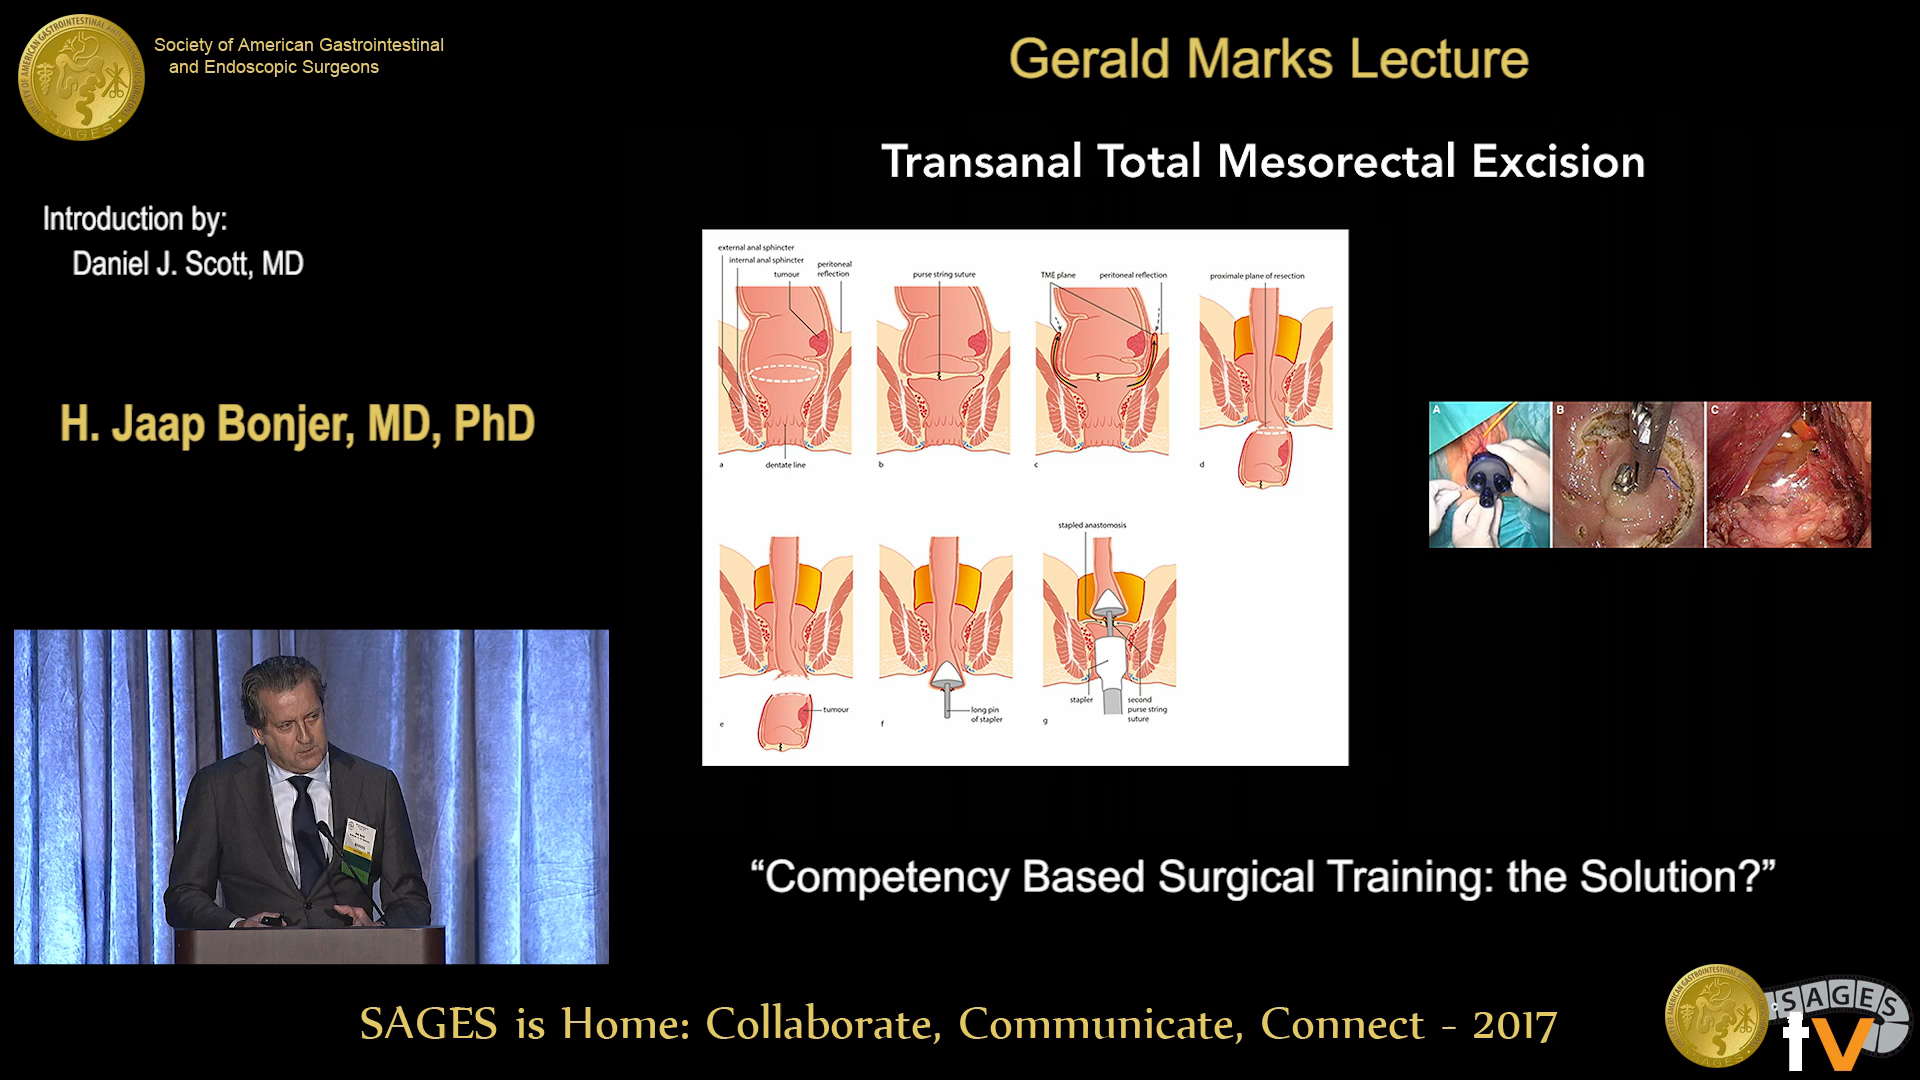 Society of American Gastrointestinal
and Endoscopic Surgeons
SAGES
Gerald Marks Lecture
Transanal Total Mesorectal Excision
Introduction by:
Daniel J. Scott, MD
H. Jaap Bonjer, MD, PhD
external anal sphincter
internal anal sphincter
tumour
peritoneal
reflection
dentate line
a
purse string suture
b
TME plane
peritoneal reflection
c
proximale plane of resection
d
tumour
e
long pin
of stapler
f
stapled anastomosis
stapler
second
purse string
suture
g
A
B
C
“Competency Based Surgical Training: the Solution?”
SAGES is Home: Collaborate, Communicate, Connect - 2017
SAGES
tv